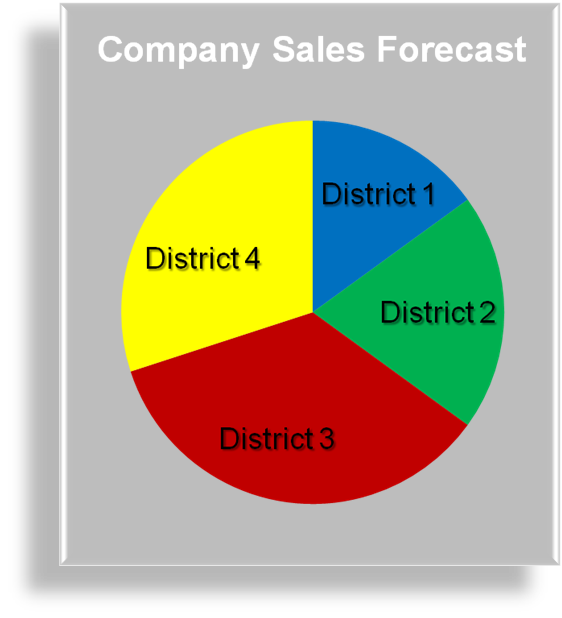 Company Sales Forecast
District 1
District 2
District 3
District 4